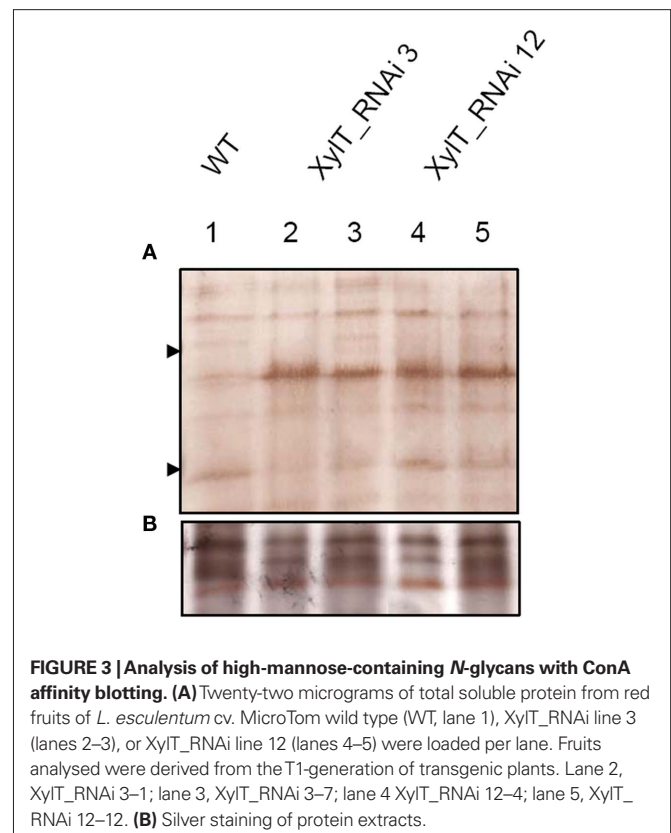 WT XylT_RNAi 3 XylT_RNAi 12
1 2 3 4 5
A
B
FIGURE 3 | Analysis of high-mannose-containing N-glycans with ConA
affinity blotting. (A) Twenty-two micrograms of total soluble protein from red
fruits of L. esculentum cv. MicroTom wild type (WT, lane 1), XylT_RNAi line 3
(lanes 2–3), or XylT_RNAi line 12 (lanes 4–5) were loaded per lane. Fruits
analysed were derived from the T1-generation of transgenic plants. Lane 2,
XylT_RNAi 3–1; lane 3, XylT_RNAi 3–7; lane 4 XylT_RNAi 12–4; lane 5, XylT_
RNAi 12–12. (B) Silver staining of protein extracts.